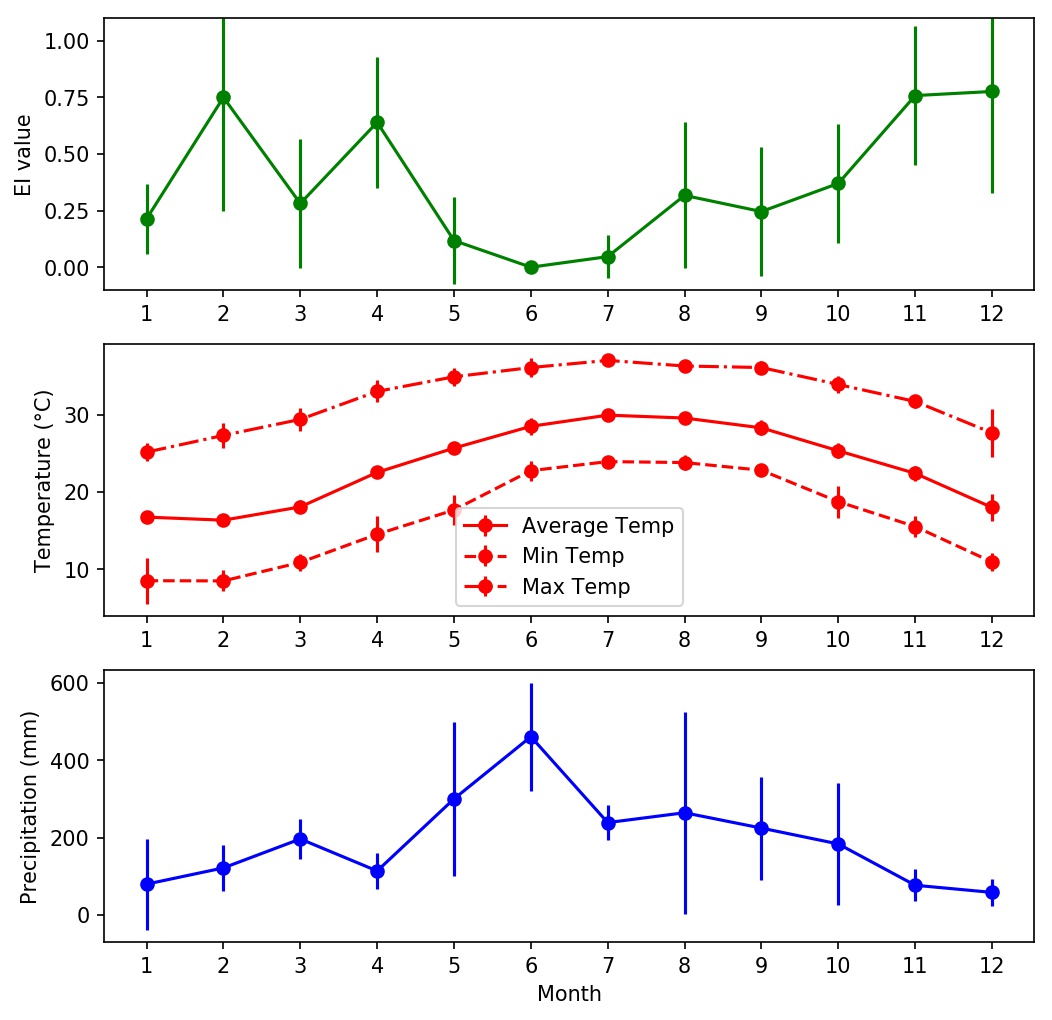 EI value
1.00
0.75
0.50
0.25
0.00
1 2 3 4 5 6 7 8 9 10 11 12
Temperature (°C)
30
20
10
Average Temp
Min Temp
Max Temp
1 2 3 4 5 6 7 8 9 10 11 12
Precipitation (mm)
600
400
200
0
1 2 3 4 5 6 7 8 9 10 11 12
Month